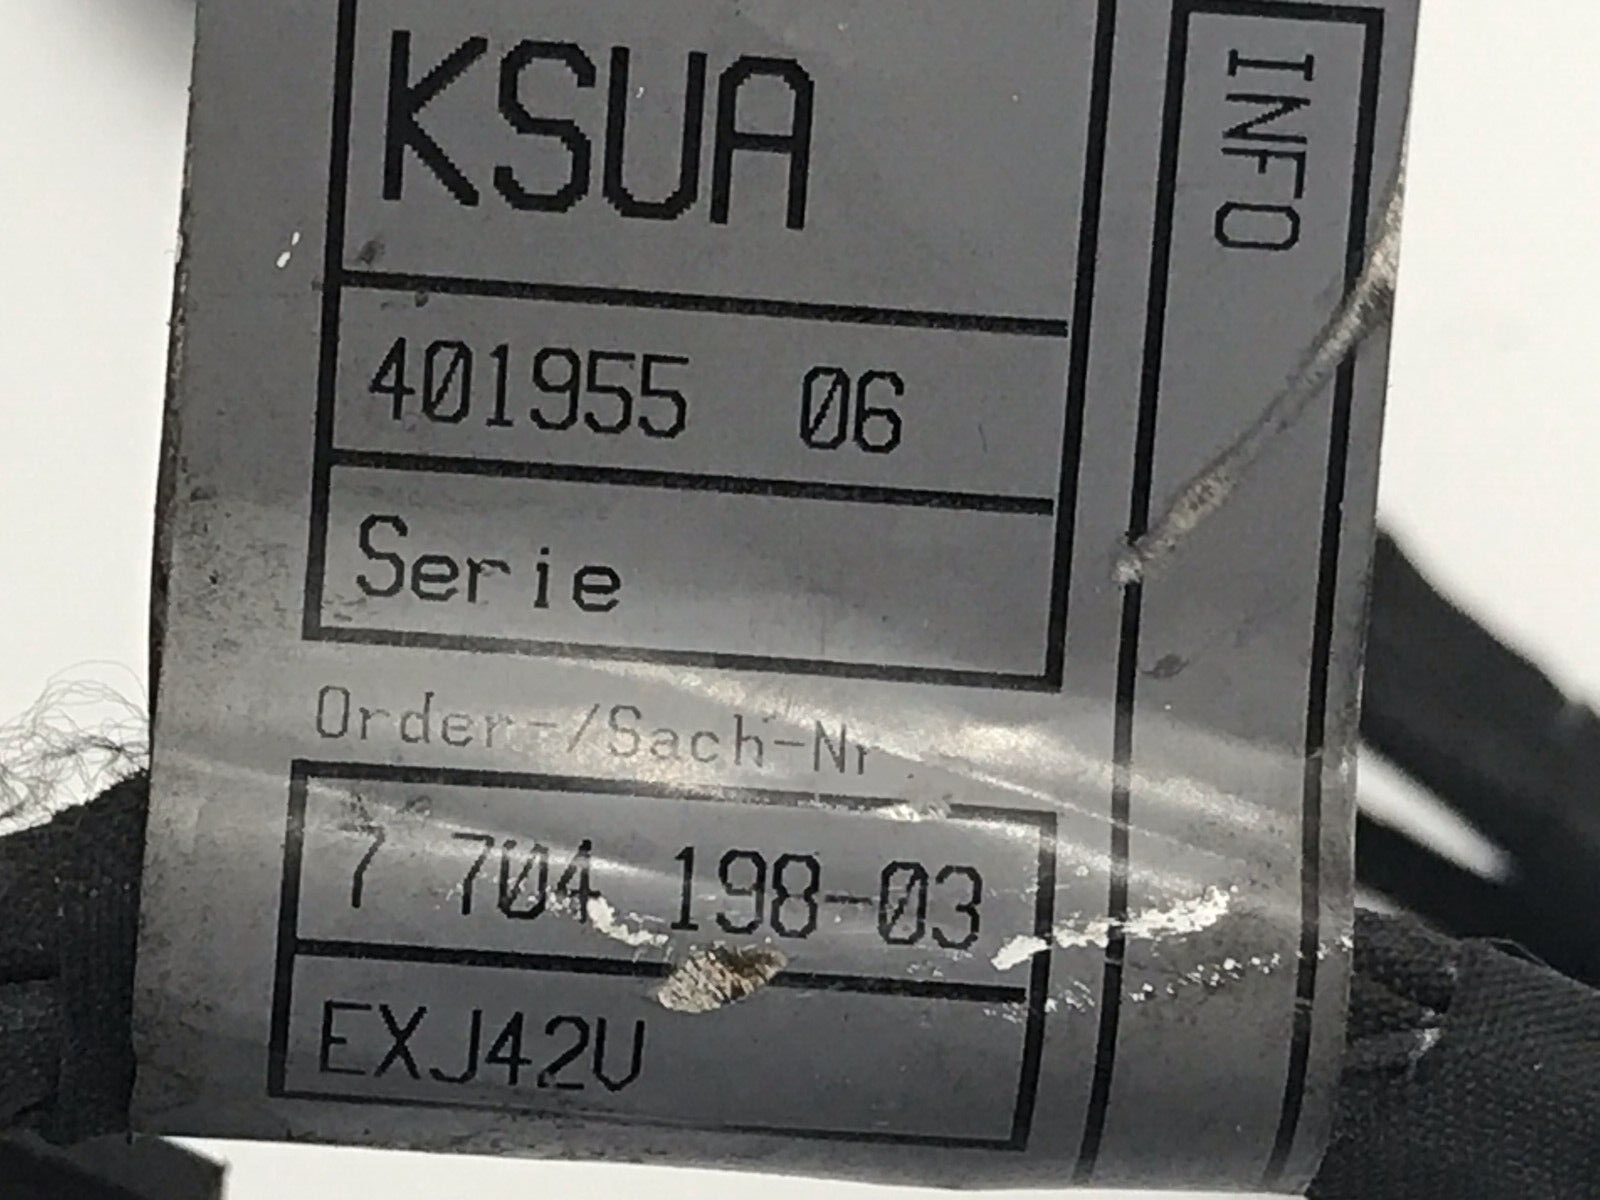 KSUA
INFO
401955 06
Serie
Order-/Sach-Nr
7 704 198-03
EXJ42U